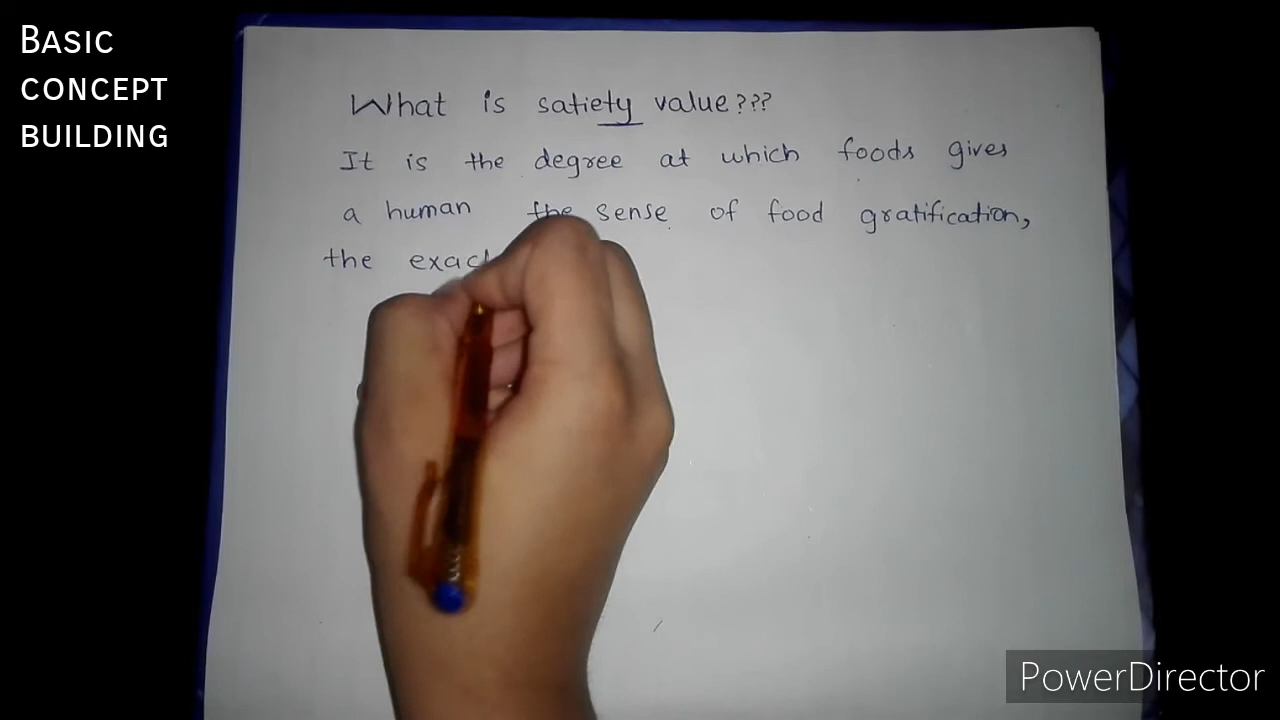 BASIC
CONCEPT
BUILDING
What is satiety value???
It is the degree at which foods gives
a human the sense of food gratification,
the exact
PowerDirector